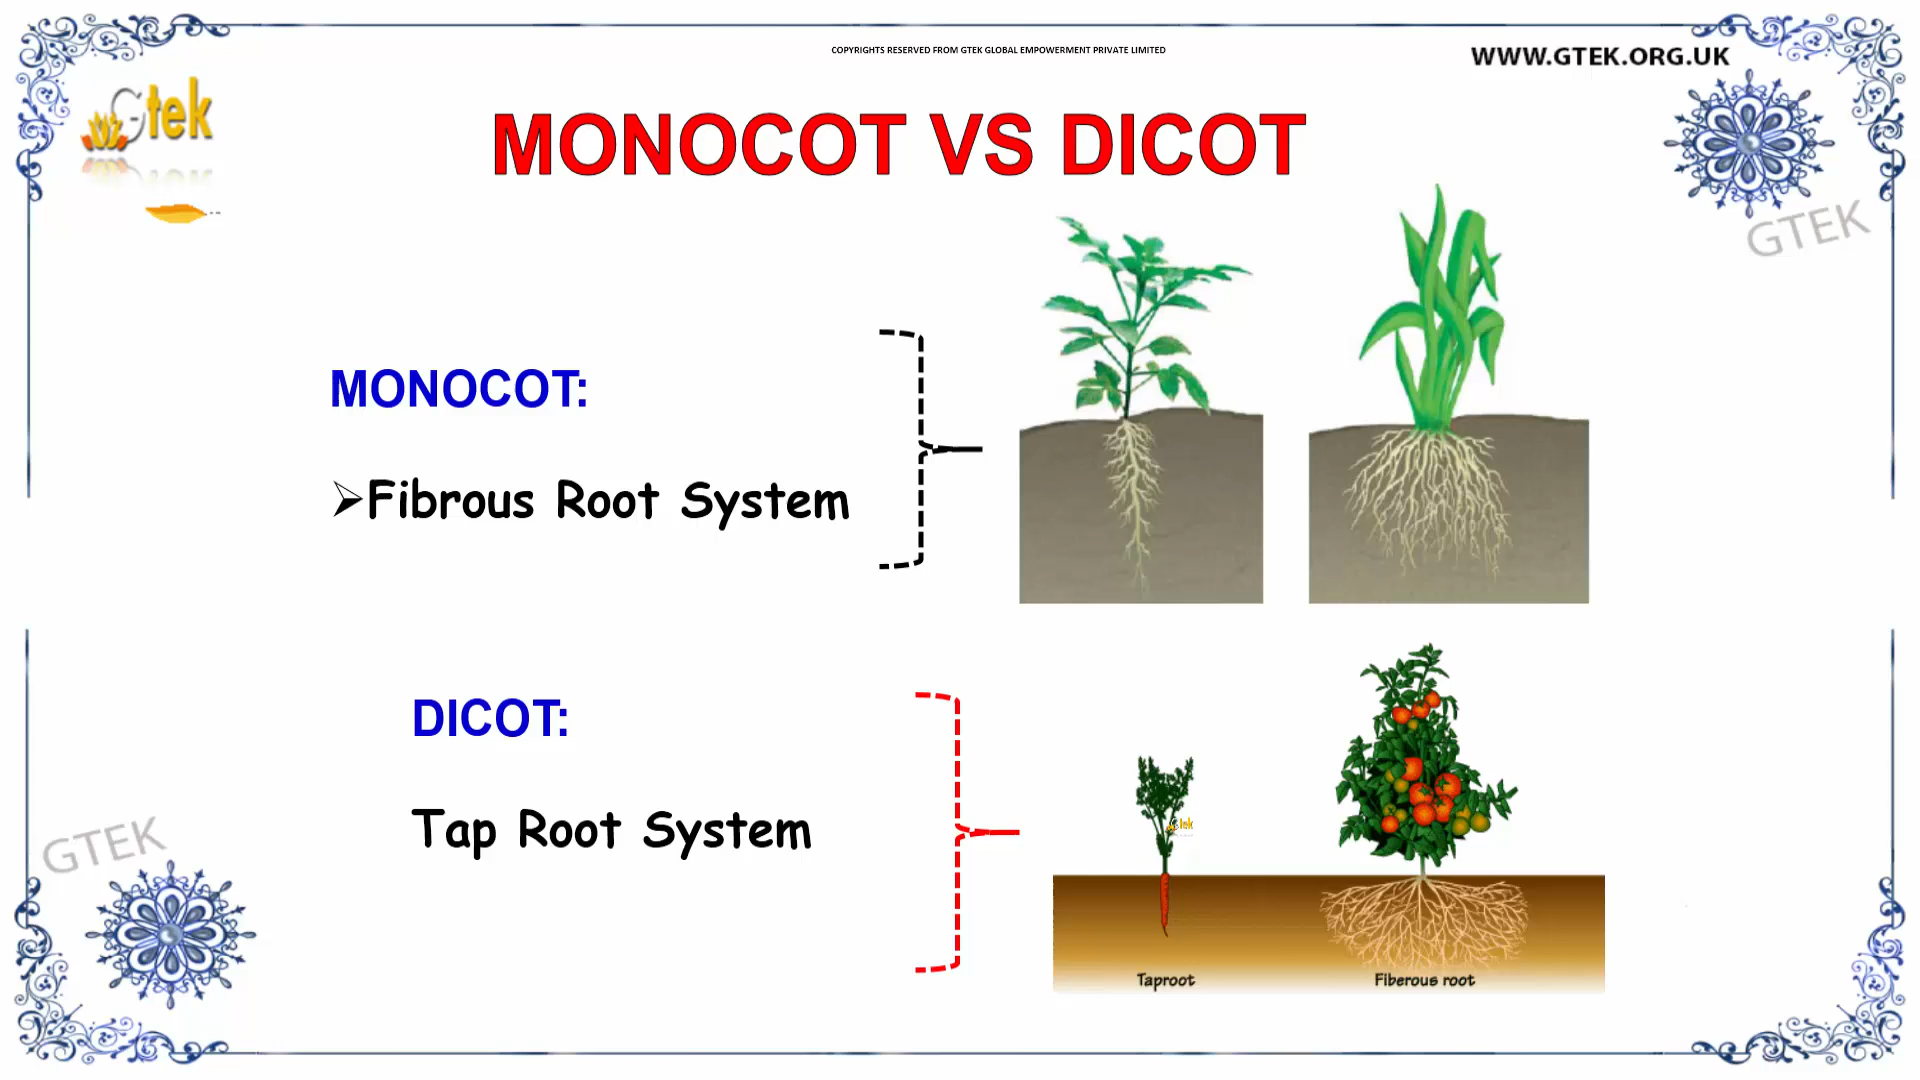 COPYRIGHTS RESERVED FROM GTEK GLOBAL EMPOWERMENT PRIVATE LIMITED
WWW.GTEK.ORG.UK
Gtek
MONOCOT VS DICOT
GTEK
MONOCOT:
➢Fibrous Root System
DICOT:
Tap Root System
Gtek
GTEK
Taproot
Fiberous root